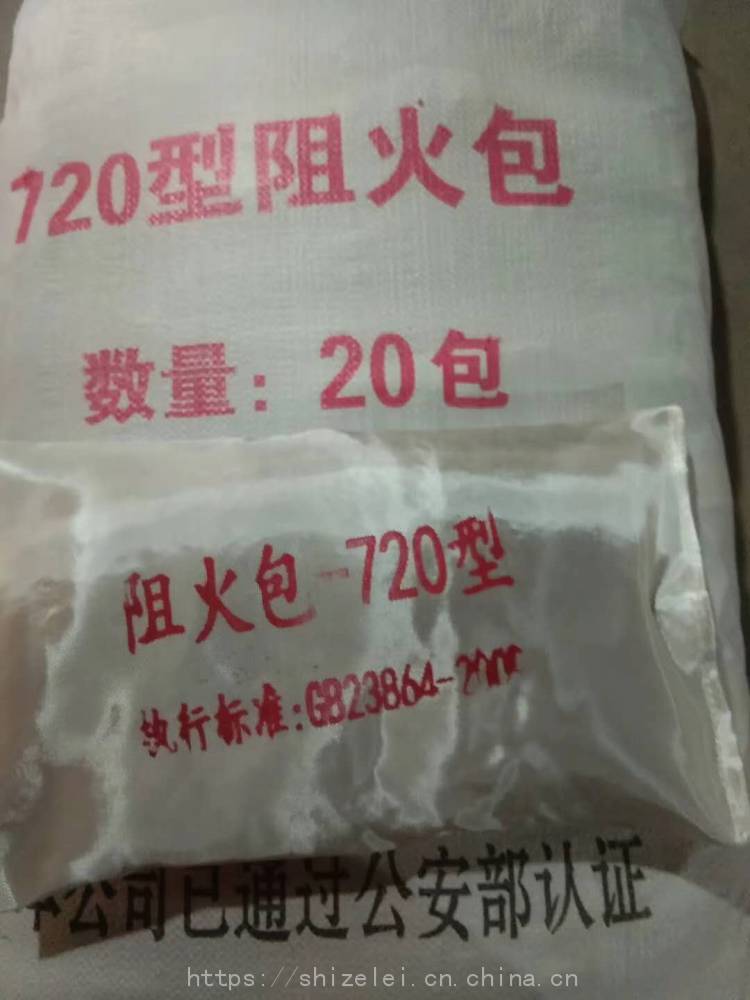 720型阻火包
数量：20包
阻火包-720型
执行标准：GB23864-200
本公司已通过公安部认证
https://shizelei.cn.china.cn